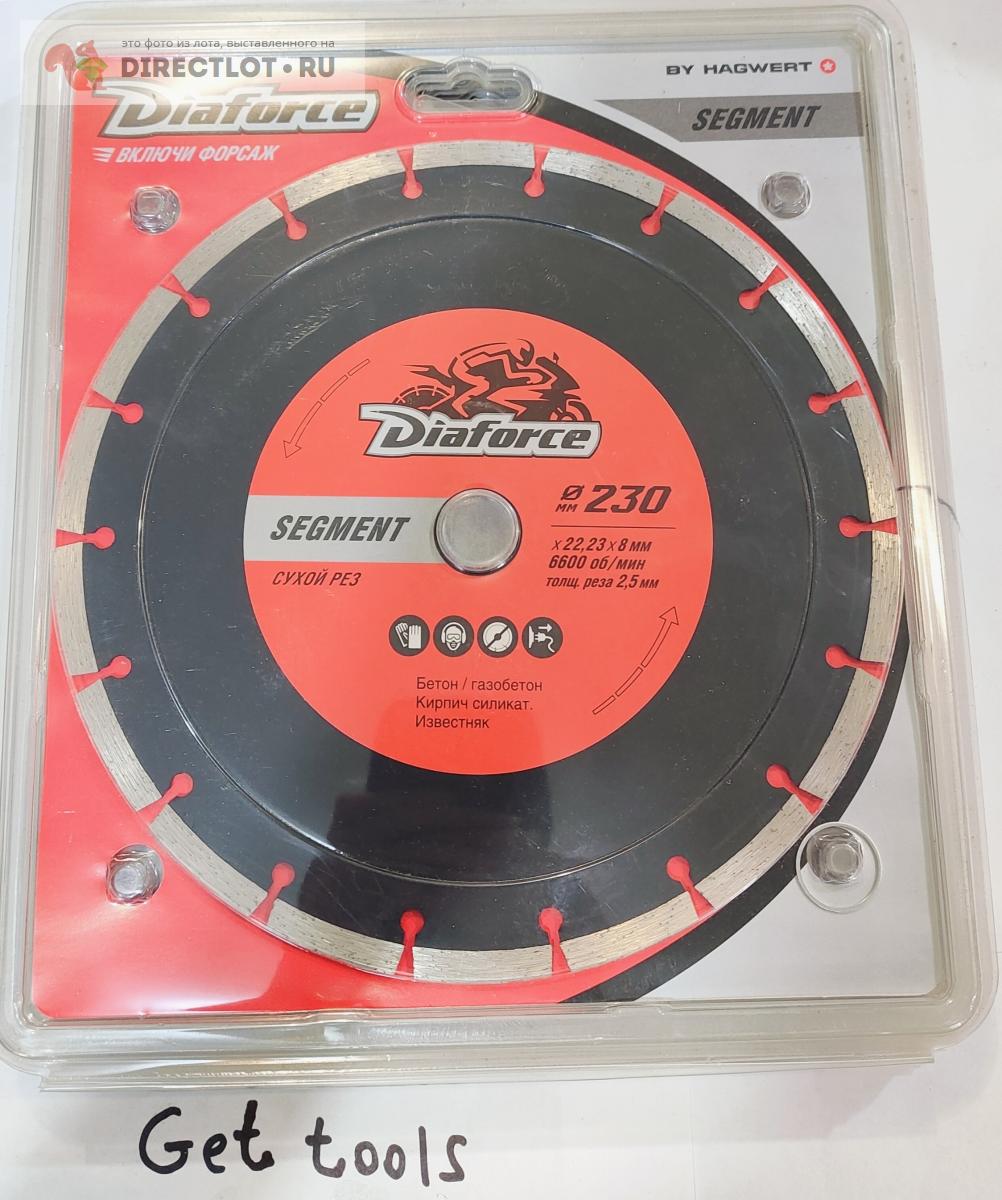 это фото из лота, выставленного на
DIRECTLOT•RU
BY HAGWERT
Diaforce
SEGMENT
ВКЛЮЧИ ФОРСАЖ
Diaforce
SEGMENT
СУХОЙ РЕЗ
Ø мм 230
x 22,23 x 8 мм
6600 об/мин
толщ. реза 2,5 мм
Бетон / газобетон
Кирпич силикат.
Известняк
Get tools